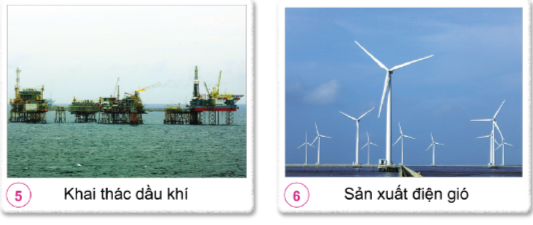 5 Khai thác dầu khí
6 Sản xuất điện gió